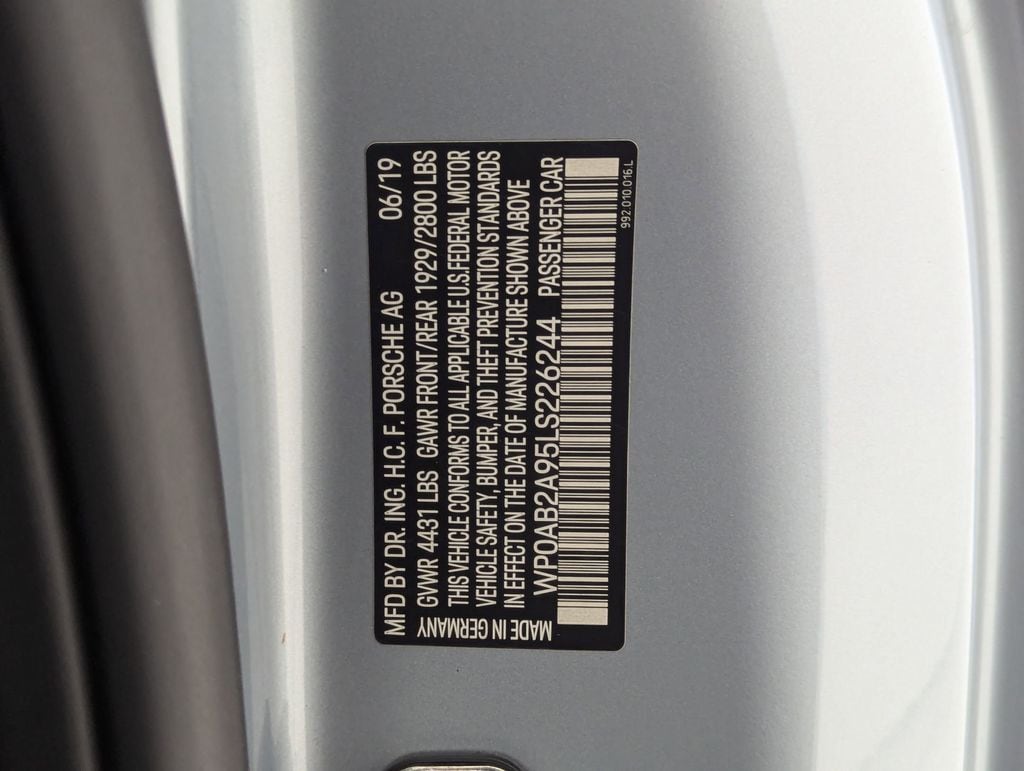 MFD BY DR. ING. H.C. F. PORSCHE AG 06/19
GVWR 4431 LBS GAWR FRONT/REAR 1929/2800 LBS
THIS VEHICLE CONFORMS TO ALL APPLICABLE U.S.FEDERAL MOTOR
VEHICLE SAFETY, BUMPER, AND THEFT PREVENTION STANDARDS
IN EFFECT ON THE DATE OF MANUFACTURE SHOWN ABOVE
WP0AB2A95LS226244 PASSENGER CAR
MADE IN GERMANY
992.010.016.L